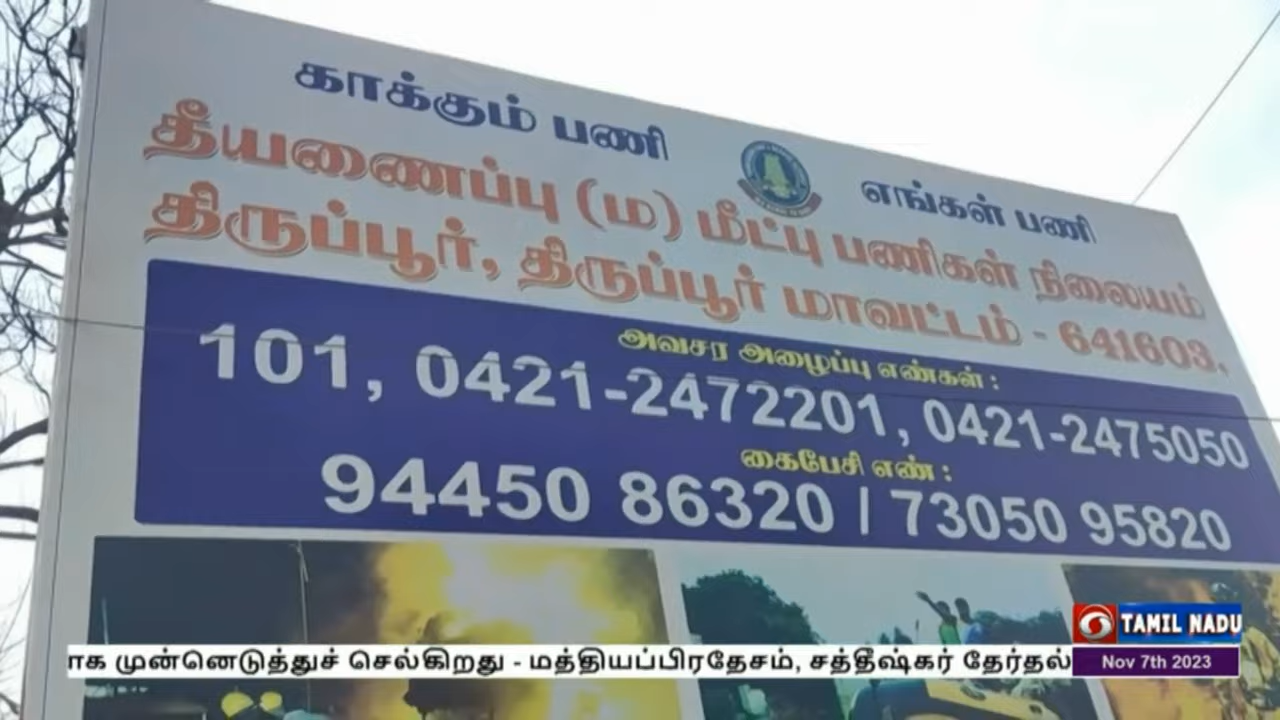 காக்கும் பணி எங்கள் பணி
தீயணைப்பு (ம) மீட்பு பணிகள் நிலையம்
திருப்பூர், திருப்பூர் மாவட்டம் - 641603.
அவசர அழைப்பு எண்கள் :
101, 0421-2472201, 0421-2475050
கைபேசி எண் :
94450 86320 / 73050 95820
TAMIL NADU
Nov 7th 2023
ாக முன்னெடுத்துச் செல்கிறது - மத்தியப்பிரதேசம், சத்தீஷ்கர் தேர்தல்